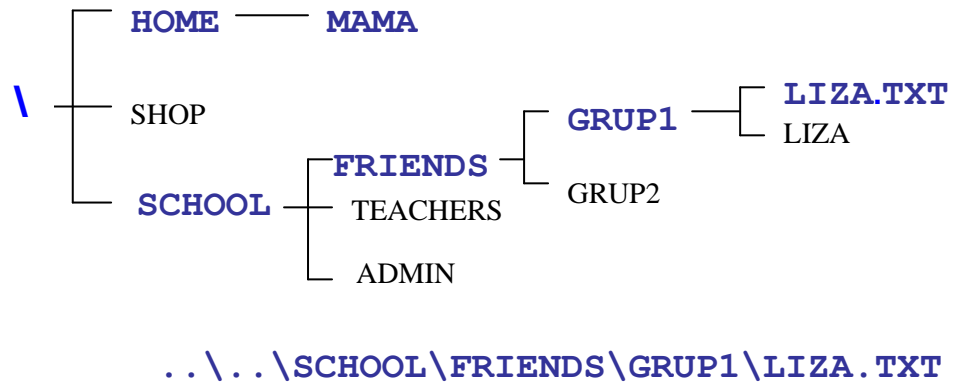 HOME MAMA
\
SHOP
GRUP1 LIZA.TXT
LIZA
FRIENDS
GRUP2
SCHOOL TEACHERS
ADMIN
..\..\SCHOOL\FRIENDS\GRUP1\LIZA.TXT